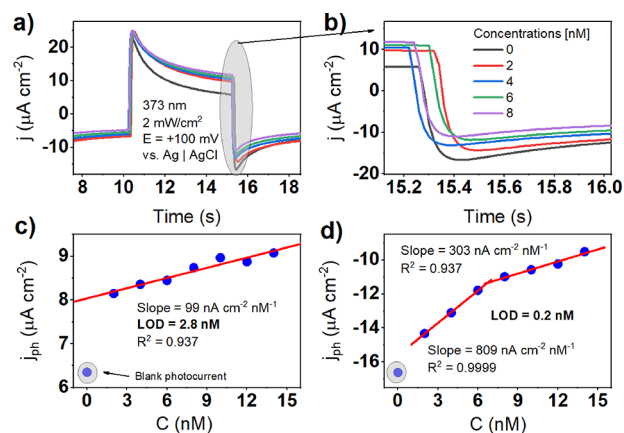 a)
j (μA cm-2)
20
10
0
-10
373 nm
2 mW/cm2
E = +100 mV
vs. Ag | AgCl
8 10 12 14 16 18
Time (s)
b)
j (μA cm-2)
20
10
0
-10
-20
Concentrations [nM]
0
2
4
6
8
15.2 15.4 15.6 15.8 16.0
Time (s)
c)
jph (μA cm-2)
9
8
7
6
Slope = 99 nA cm-2 nM-1
LOD = 2.8 nM
R2 = 0.937
Blank photocurrent
0 3 6 9 12 15
C (nM)
d)
jph (μA cm-2)
-10
-12
-14
-16
Slope = 303 nA cm-2 nM-1
R2 = 0.937
LOD = 0.2 nM
Slope = 809 nA cm-2 nM-1
R2 = 0.9999
0 3 6 9 12 15
C (nM)